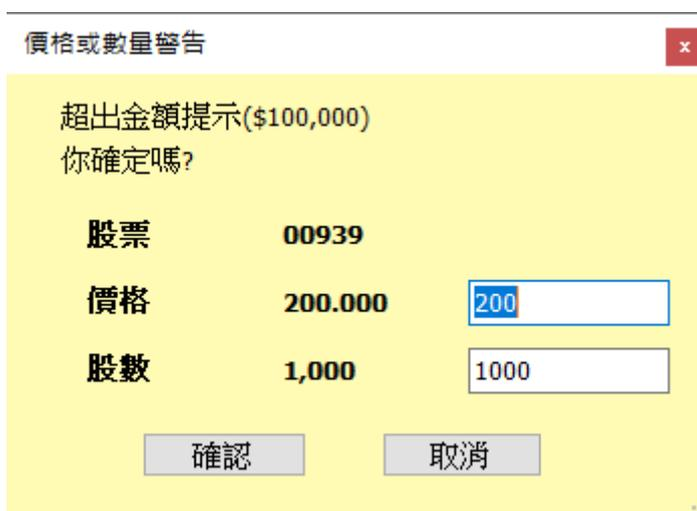 價格或數量警告
x
超出金額提示($100,000)
你確定嗎?
股票 00939
價格 200.000 200
股數 1,000 1000
確認 取消